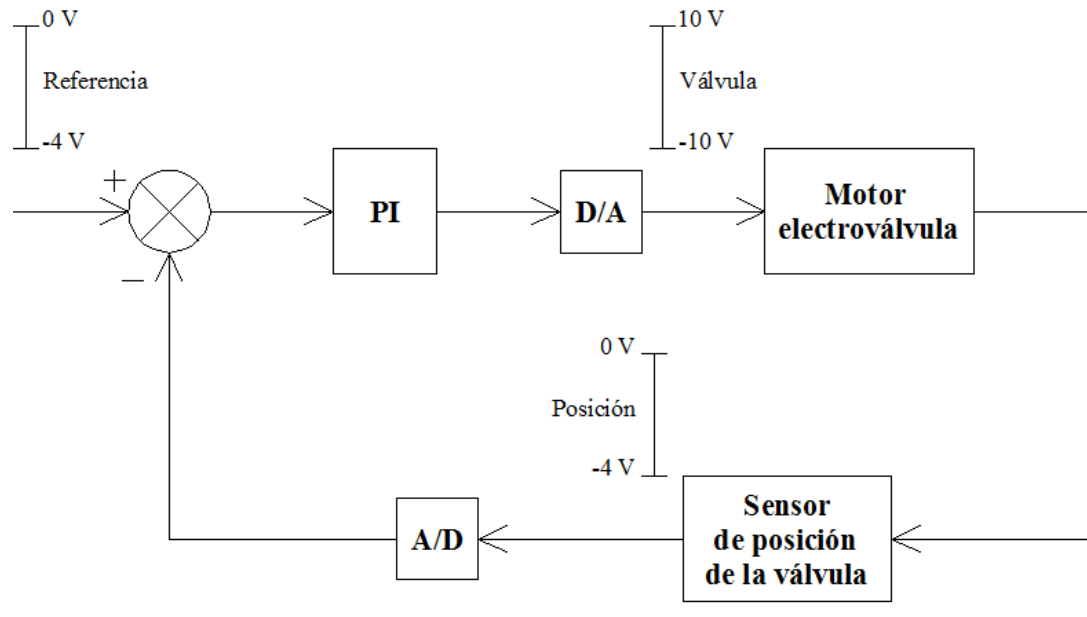 0 V
Referencia
-4 V
10 V
Válvula
-10 V
+
PI
D/A
Motor
electroválvula
−
0 V
Posición
-4 V
A/D
Sensor
de posición
de la válvula